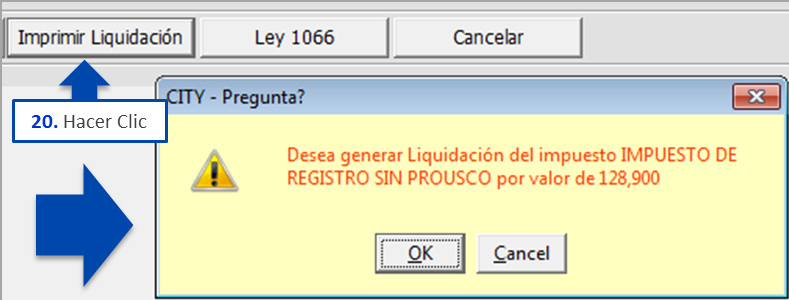 Imprimir Liquidación
Ley 1066
Cancelar
CITY - Pregunta?
20. Hacer Clic
Desea generar Liquidación del impuesto IMPUESTO DE
REGISTRO SIN PROUSCO por valor de 128,900
OK
Cancel